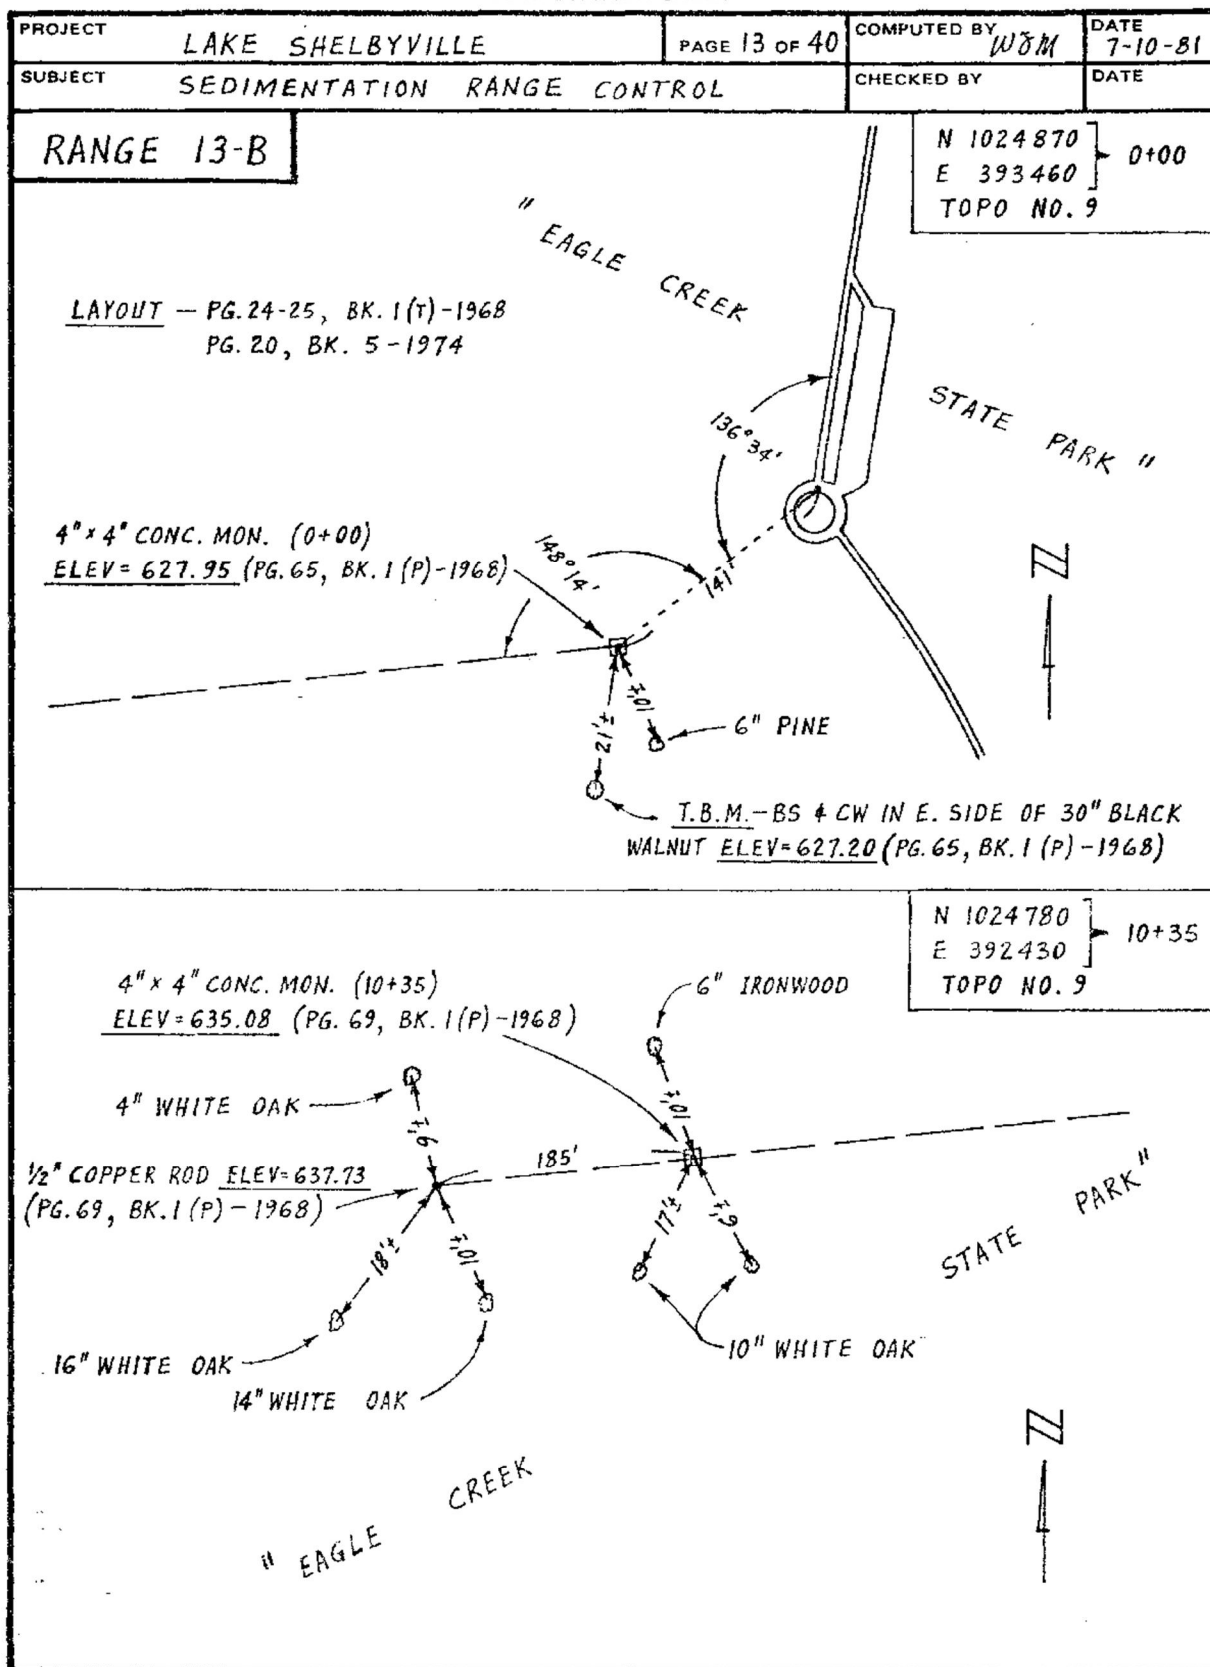 PROJECT LAKE SHELBYVILLE
PAGE 13 OF 40
COMPUTED BY WJM
DATE 7-10-81
SUBJECT SEDIMENTATION RANGE CONTROL
CHECKED BY
DATE
RANGE 13-B
N 1024870
E 393460
0+00
TOPO NO. 9
" EAGLE CREEK
STATE PARK "
LAYOUT — PG. 24-25, BK. 1(T)-1968
PG. 20, BK. 5-1974
136°34'
4" x 4" CONC. MON. (0+00)
ELEV= 627.95 (PG. 65, BK. 1 (P)-1968)
148°14'
141'
N
10'±
21'±
6" PINE
T.B.M.-BS & CW IN E. SIDE OF 30" BLACK
WALNUT ELEV=627.20 (PG. 65, BK. 1 (P)-1968)
N 1024780
E 392430
10+35
TOPO NO. 9
4" x 4" CONC. MON. (10+35)
ELEV=635.08 (PG. 69, BK. 1(P)-1968)
6" IRONWOOD
4" WHITE OAK
9'±
10'±
185'
1/2" COPPER ROD ELEV=637.73
(PG. 69, BK. 1 (P)-1968)
18'±
10'±
17'±
STATE PARK"
16" WHITE OAK
14" WHITE OAK
10" WHITE OAK
N
" EAGLE CREEK